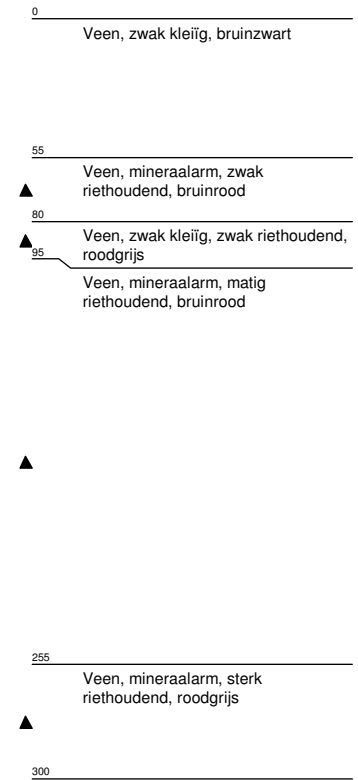 0
Veen, zwak kleiïg, bruinzwart
55
Veen, mineraalarm, zwak
riethoudend, bruinrood
80
Veen, zwak kleiïg, zwak riethoudend,
roodgrijs
95
Veen, mineraalarm, matig
riethoudend, bruinrood
255
Veen, mineraalarm, sterk
riethoudend, roodgrijs
300